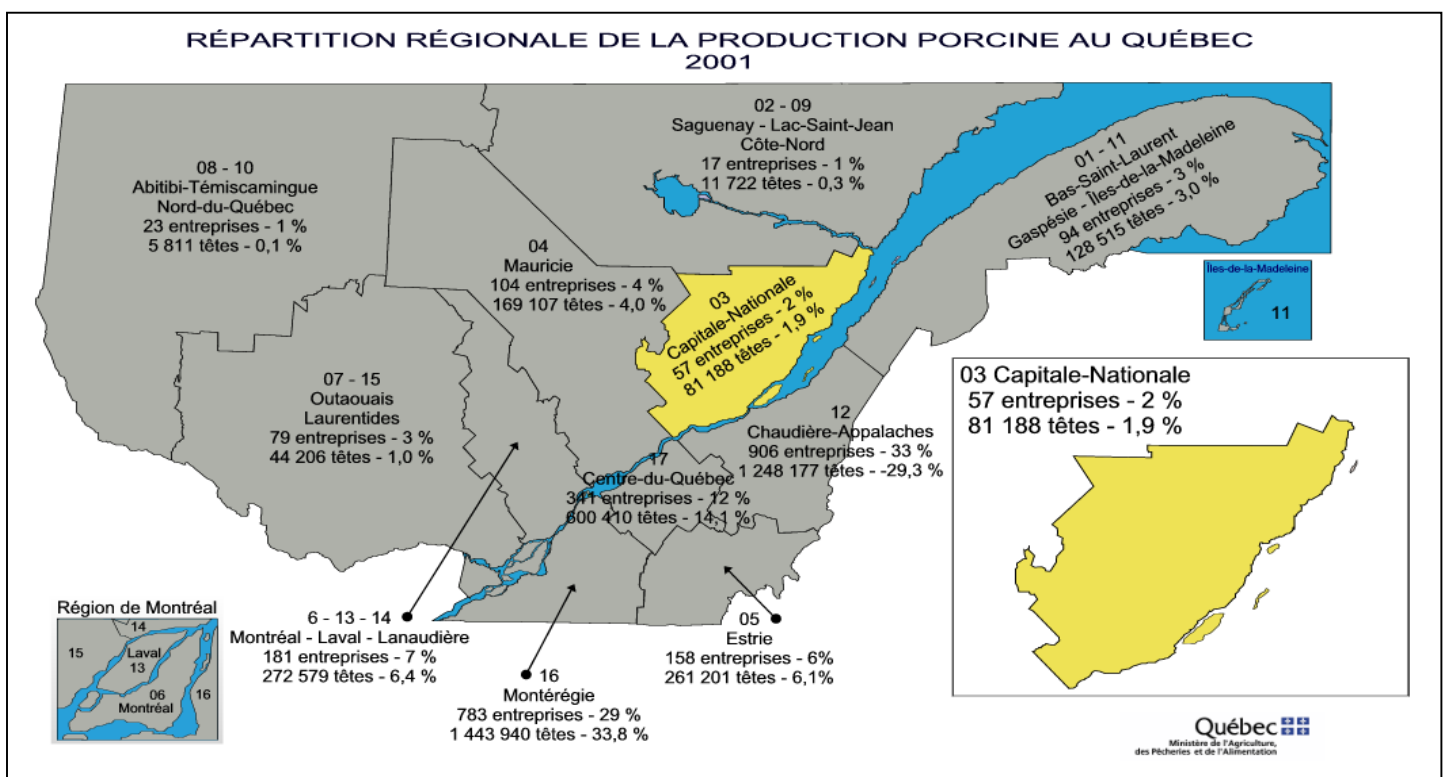 RÉPARTITION RÉGIONALE DE LA PRODUCTION PORCINE AU QUÉBEC
2001
02 - 09
Saguenay - Lac-Saint-Jean
Côte-Nord
17 entreprises - 1 %
11 722 têtes - 0,3 %
01 - 11
Bas-Saint-Laurent
Gaspésie - Îles-de-la-Madeleine
94 entreprises - 3 %
128 515 têtes - 3,0 %
08 - 10
Abitibi-Témiscamingue
Nord-du-Québec
23 entreprises - 1 %
5 811 têtes - 0,1 %
04
Mauricie
104 entreprises - 4 %
169 107 têtes - 4,0 %
03
Capitale-Nationale
57 entreprises - 2 %
81 188 têtes - 1,9 %
Îles-de-la-Madeleine
11
07 - 15
Outaouais
Laurentides
79 entreprises - 3 %
44 206 têtes - 1,0 %
12
Chaudière-Appalaches
906 entreprises - 33 %
1 248 177 têtes - -29,3 %
17
Centre-du-Québec
341 entreprises - 12 %
600 410 têtes - 14,1 %
03 Capitale-Nationale
57 entreprises - 2 %
81 188 têtes - 1,9 %
Région de Montréal
14
15
Laval
13
06
Montréal
16
6 - 13 - 14
Montréal - Laval - Lanaudière
181 entreprises - 7 %
272 579 têtes - 6,4 %
16
Montérégie
783 entreprises - 29 %
1 443 940 têtes - 33,8 %
05
Estrie
158 entreprises - 6%
261 201 têtes - 6,1%
Québec
Ministère de l'Agriculture,
des Pêcheries et de l'Alimentation